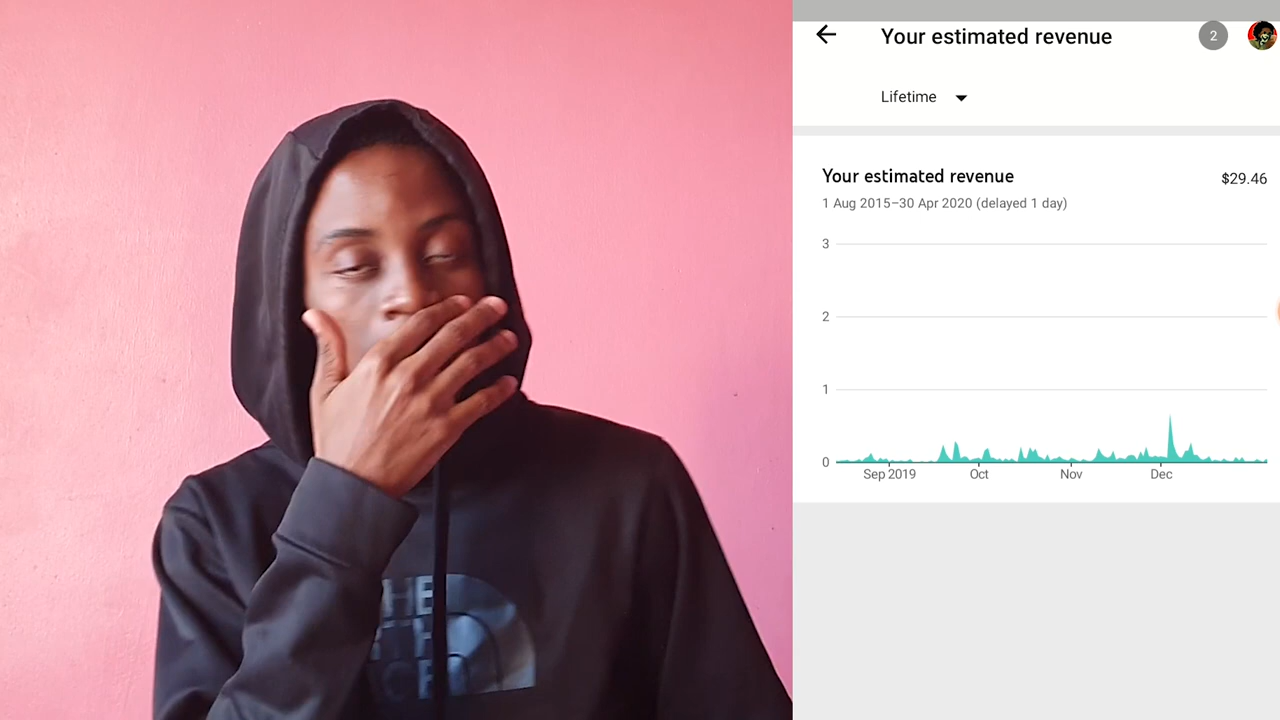 Your estimated revenue
2
Lifetime
Your estimated revenue
$29.46
1 Aug 2015–30 Apr 2020 (delayed 1 day)
3
2
1
0
Sep 2019 Oct Nov Dec
HE